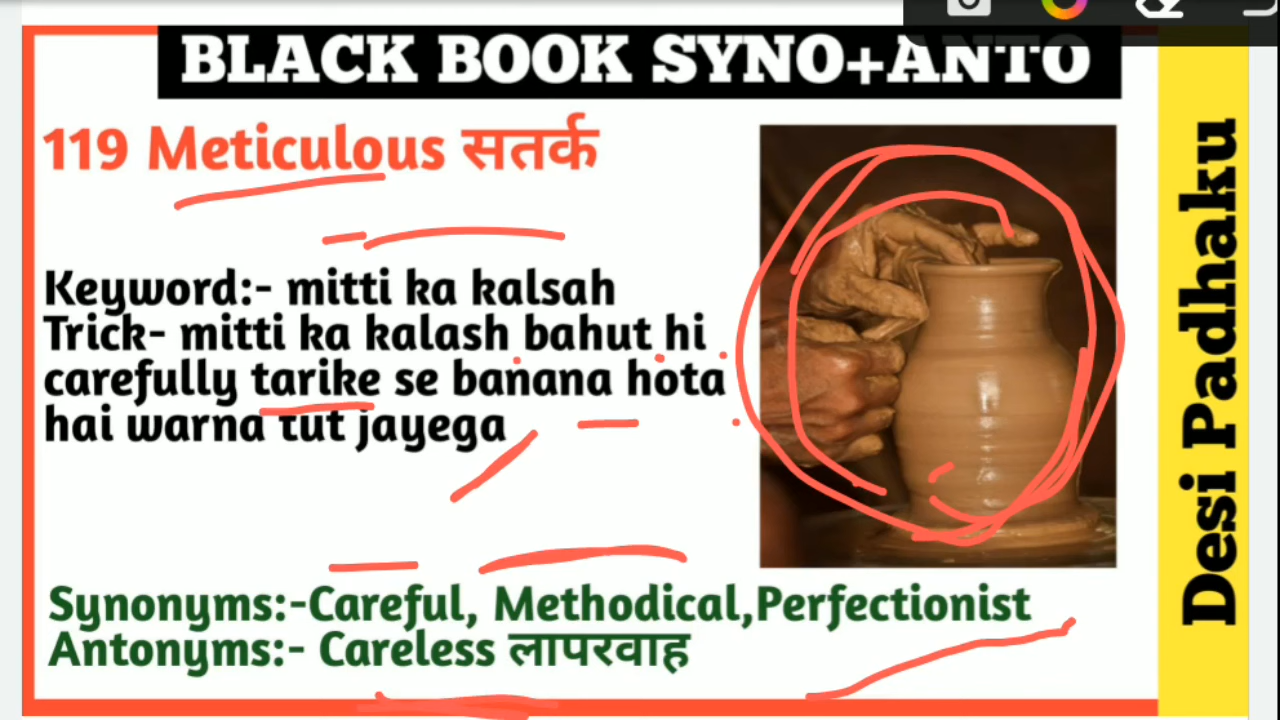 BLACK BOOK SYNO+ANTO
119 Meticulous सतर्क
Keyword:- mitti ka kalsah
Trick- mitti ka kalash bahut hi
carefully tarike se banana hota
hai warna tut jayega
Synonyms:-Careful, Methodical,Perfectionist
Antonyms:- Careless लापरवाह
Desi Padhaku